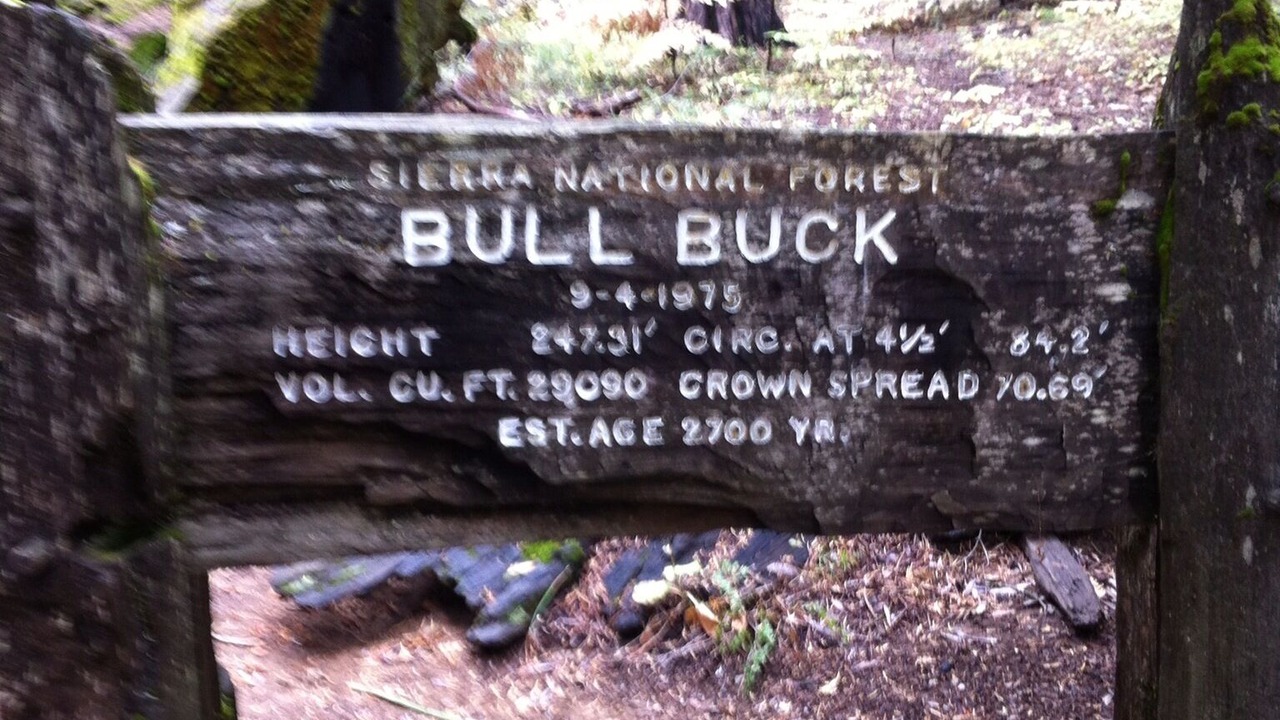 SIERRA NATIONAL FOREST
BULL BUCK
9-4-1975
HEIGHT 247.31' CIRC. AT 4½' 84.2'
VOL. CU. FT. 29090 CROWN SPREAD 70.69'
EST. AGE 2700 YR.